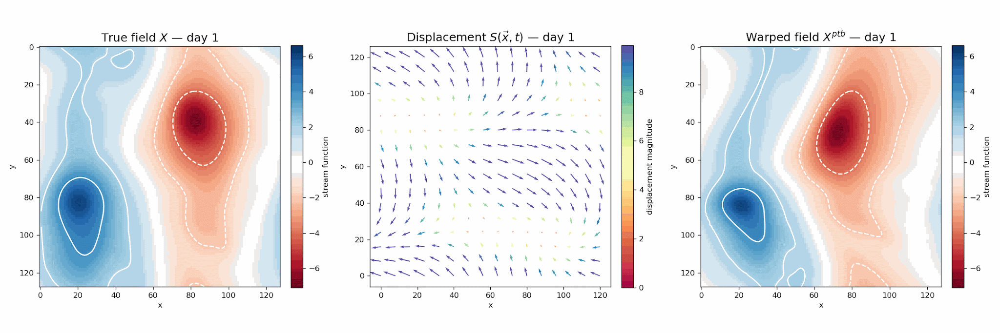 True field X — day 1
0
20
40
60
80
100
120
y
0 20 40 60 80 100 120
x
6
4
2
0
−2
−4
−6
stream function
Displacement S(x⃗, t) — day 1
120
100
80
60
40
20
0
y
0 20 40 60 80 100 120
x
8
6
4
2
0
displacement magnitude
Warped field X^{ptb} — day 1
0
20
40
60
80
100
120
y
0 20 40 60 80 100 120
x
6
4
2
0
−2
−4
−6
stream function